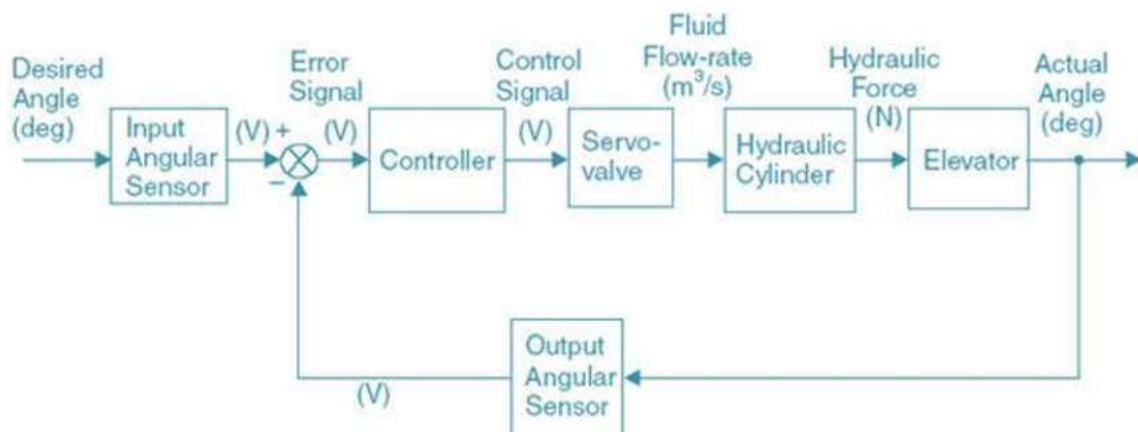 Desired
Angle
(deg)
Input
Angular
Sensor
(V) +
−
Error
Signal
(V)
Controller
Control
Signal
(V)
Servo-
valve
Fluid
Flow-rate
(m³/s)
Hydraulic
Cylinder
Hydraulic
Force
(N)
Elevator
Actual
Angle
(deg)
Output
Angular
Sensor
(V)